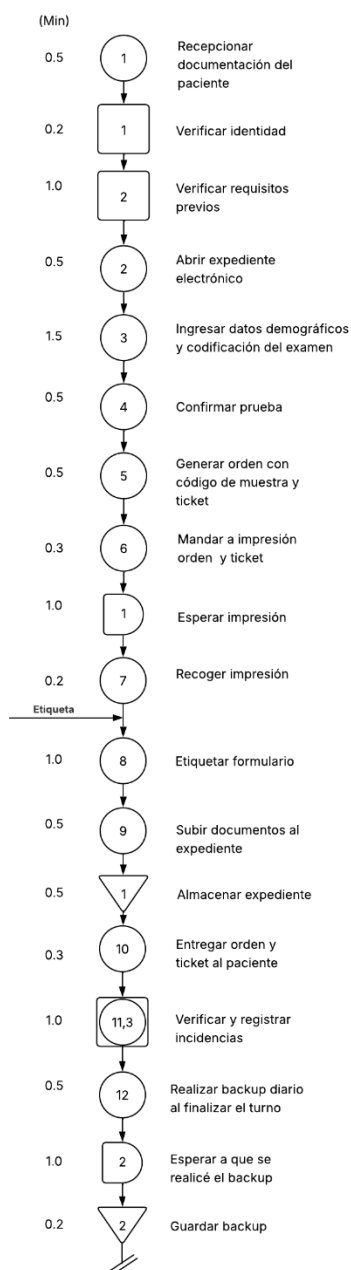 (Min)
0.5
1
Recepcionar
documentación del
paciente
0.2
1
Verificar identidad
1.0
2
Verificar requisitos
previos
0.5
2
Abrir expediente
electrónico
1.5
3
Ingresar datos demográficos
y codificación del examen
0.5
4
Confirmar prueba
0.5
5
Generar orden con
código de muestra y
ticket
0.3
6
Mandar a impresión
orden y ticket
1.0
1
Esperar impresión
0.2
7
Recoger impresión
Etiqueta
1.0
8
Etiquetar formulario
0.5
9
Subir documentos al
expediente
0.5
1
Almacenar expediente
0.3
10
Entregar orden y
ticket al paciente
1.0
11,3
Verificar y registrar
incidencias
0.5
12
Realizar backup diario
al finalizar el turno
1.0
2
Esperar a que se
realicé el backup
0.2
2
Guardar backup